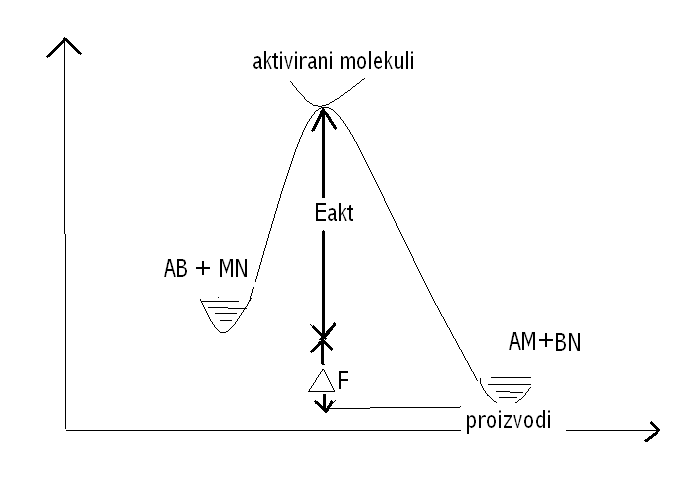 aktivirani molekuli
Eakt
AB + MN
AM+BN
△F
proizvodi